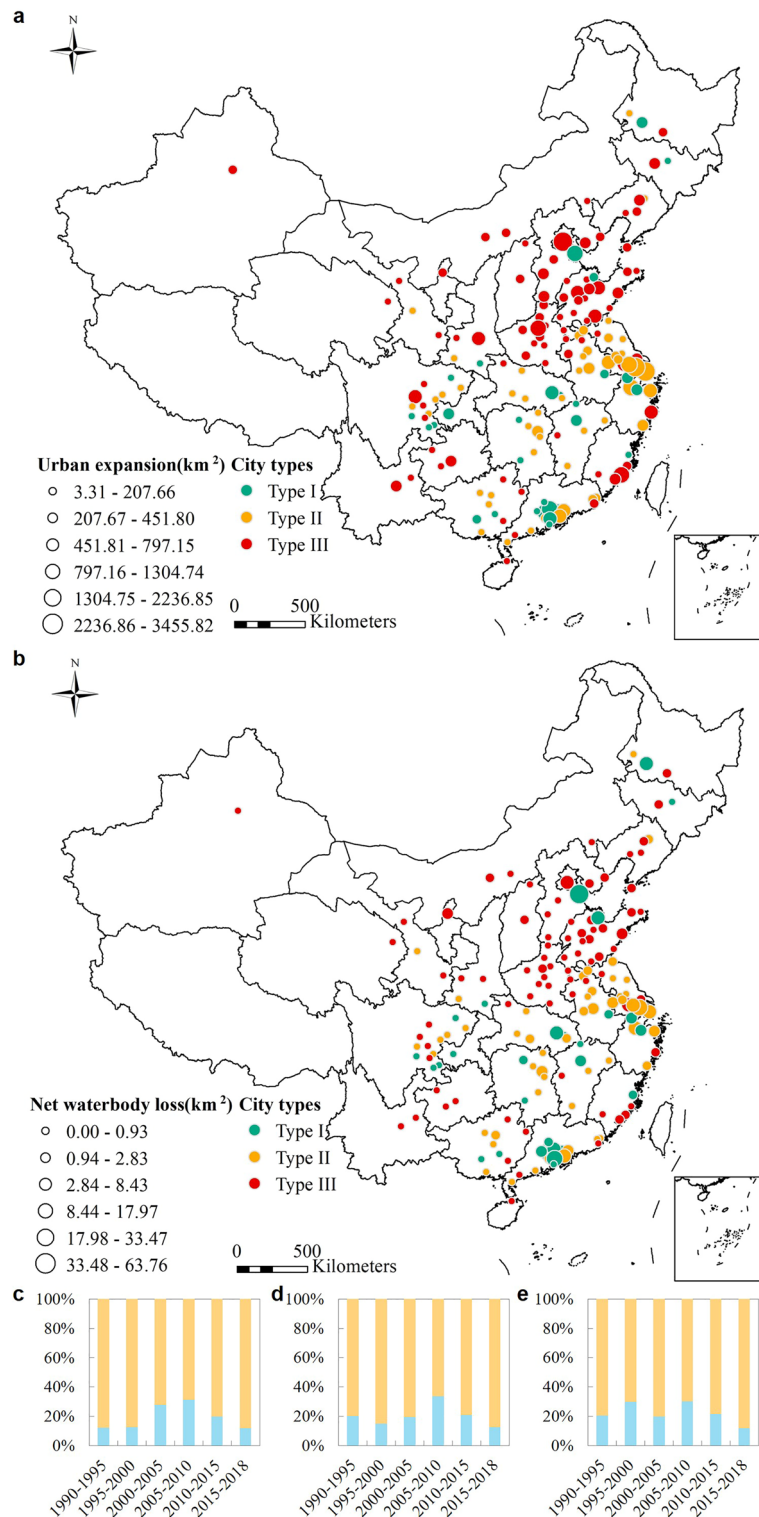 a
N
Urban expansion(km²) City types
3.31 - 207.66 Type I
207.67 - 451.80 Type II
451.81 - 797.15 Type III
797.16 - 1304.74
1304.75 - 2236.85 0 500
2236.86 - 3455.82 Kilometers
b
N
Net waterbody loss(km²) City types
0.00 - 0.93 Type I
0.94 - 2.83 Type II
2.84 - 8.43 Type III
8.44 - 17.97
17.98 - 33.47 0 500
33.48 - 63.76 Kilometers
c
100%
80%
60%
40%
20%
0%
1990-1995
1995-2000
2000-2005
2005-2010
2010-2015
2015-2018
d
100%
80%
60%
40%
20%
0%
1990-1995
1995-2000
2000-2005
2005-2010
2010-2015
2015-2018
e
100%
80%
60%
40%
20%
0%
1990-1995
1995-2000
2000-2005
2005-2010
2010-2015
2015-2018